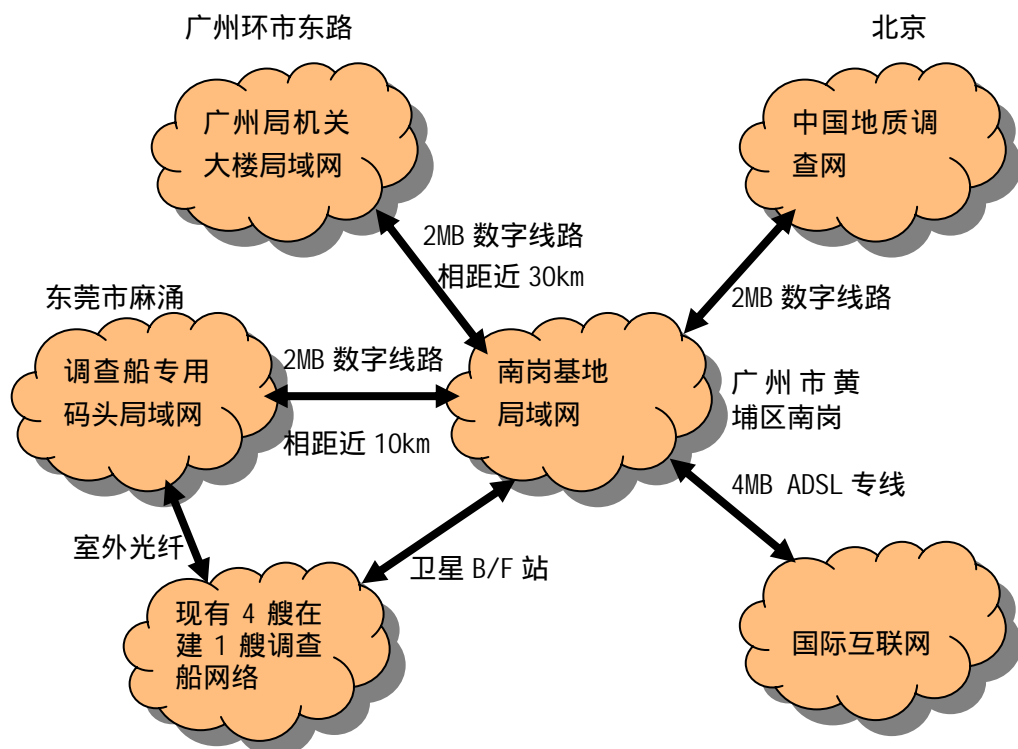 广州环市东路
北京
广州局机关
大楼局域网
中国地质调
查网
2MB 数字线路
相距近 30km
2MB 数字线路
东莞市麻涌
调查船专用
码头局域网
2MB 数字线路
相距近 10km
南岗基地
局域网
广州市黄
埔区南岗
4MB ADSL 专线
室外光纤
卫星 B/F 站
现有 4 艘在
建 1 艘调查
船网络
国际互联网